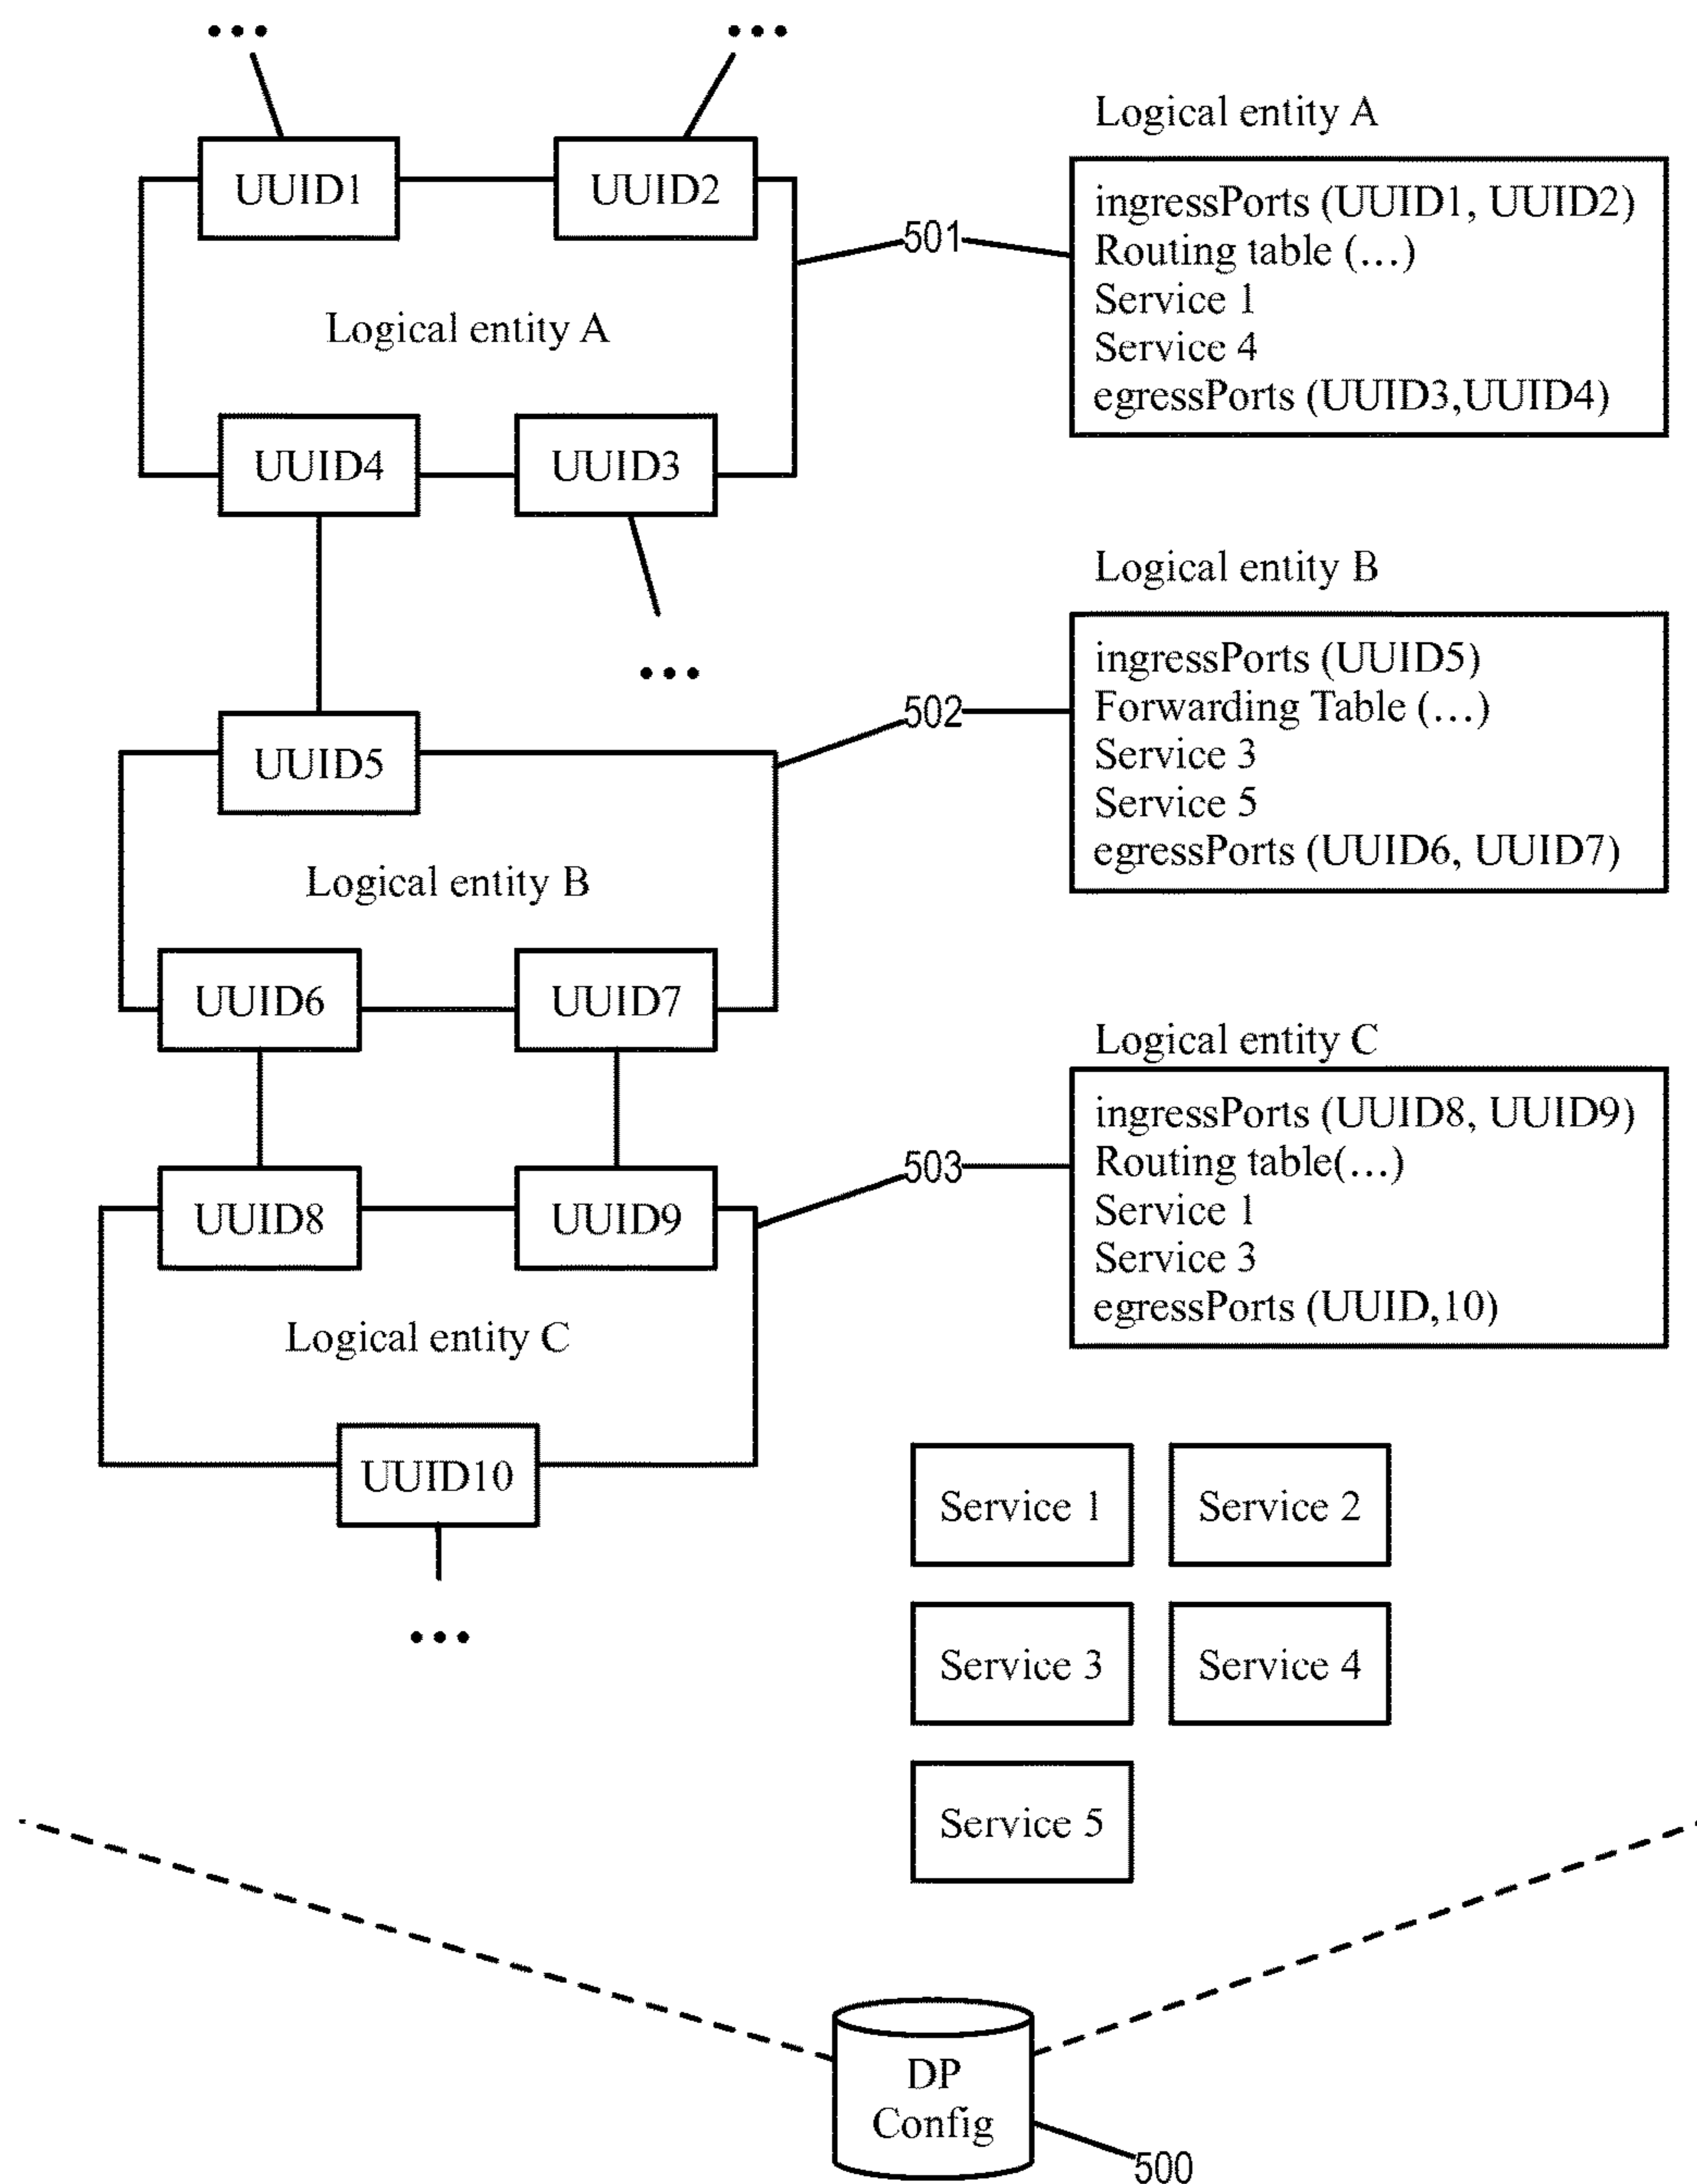 ... ...
UUID1 UUID2
Logical entity A
UUID4 UUID3
...
UUID5
Logical entity B
UUID6 UUID7
UUID8 UUID9
Logical entity C
UUID10
...
501
502
503
Logical entity A
ingressPorts (UUID1, UUID2)
Routing table (...)
Service 1
Service 4
egressPorts (UUID3,UUID4)
Logical entity B
ingressPorts (UUID5)
Forwarding Table (...)
Service 3
Service 5
egressPorts (UUID6, UUID7)
Logical entity C
ingressPorts (UUID8, UUID9)
Routing table(...)
Service 1
Service 3
egressPorts (UUID,10)
Service 1 Service 2
Service 3 Service 4
Service 5
DP
Config
500